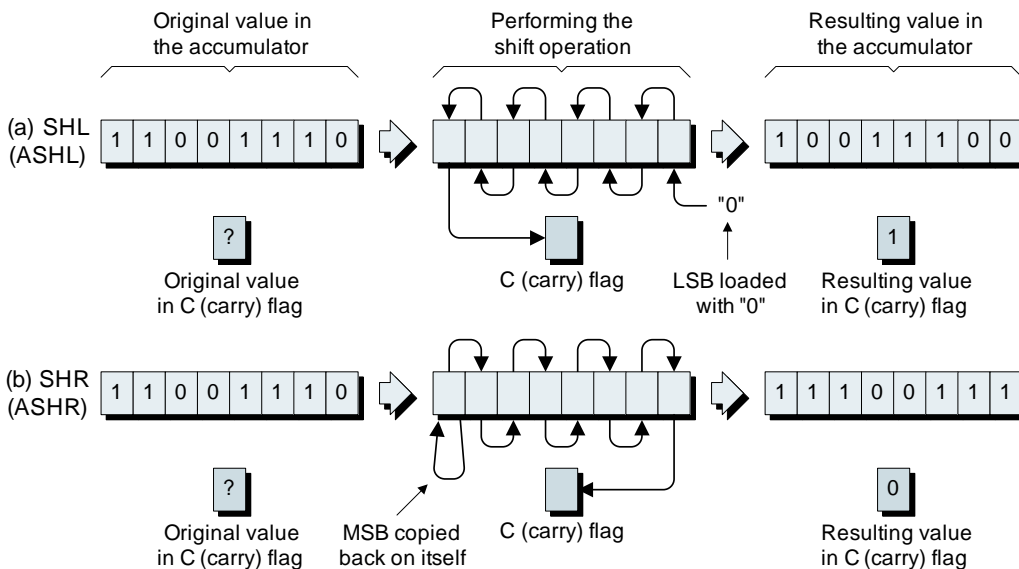 Original value in
the accumulator
Performing the
shift operation
Resulting value in
the accumulator
(a) SHL
(ASHL)
1 1 0 0 1 1 1 0
1 0 0 1 1 1 0 0
"0"
?
1
Original value
in C (carry) flag
C (carry) flag
LSB loaded
with "0"
Resulting value
in C (carry) flag
(b) SHR
(ASHR)
1 1 0 0 1 1 1 0
1 1 1 0 0 1 1 1
?
0
Original value
in C (carry) flag
MSB copied
back on itself
C (carry) flag
Resulting value
in C (carry) flag